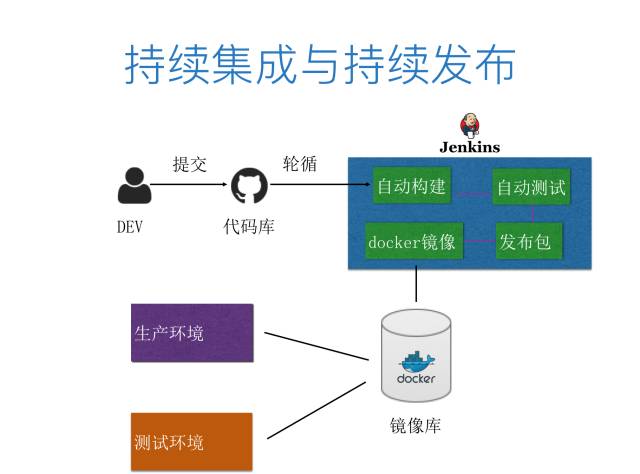 持续集成与持续发布
Jenkins
提交
轮循
自动构建
自动测试
DEV
代码库
docker镜像
发布包
生产环境
docker
镜像库
测试环境